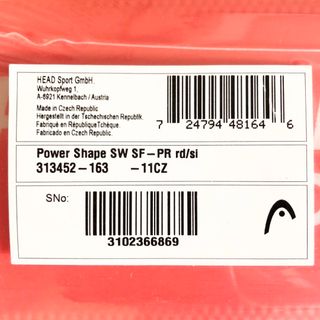 HEAD Sport GmbH.
Wuhrkopfweg 1,
A-6921 Kennelbach / Austria
Made in Czech Republic
Hergestellt in der Tschechischen Republik.
Fabriqué en RépubliqueTchèque.
Fabricado en Czech Republic.
7 24794 48164 6
Power Shape SW SF-PR rd/si
313452-163 -11CZ
SNo:
3102366869